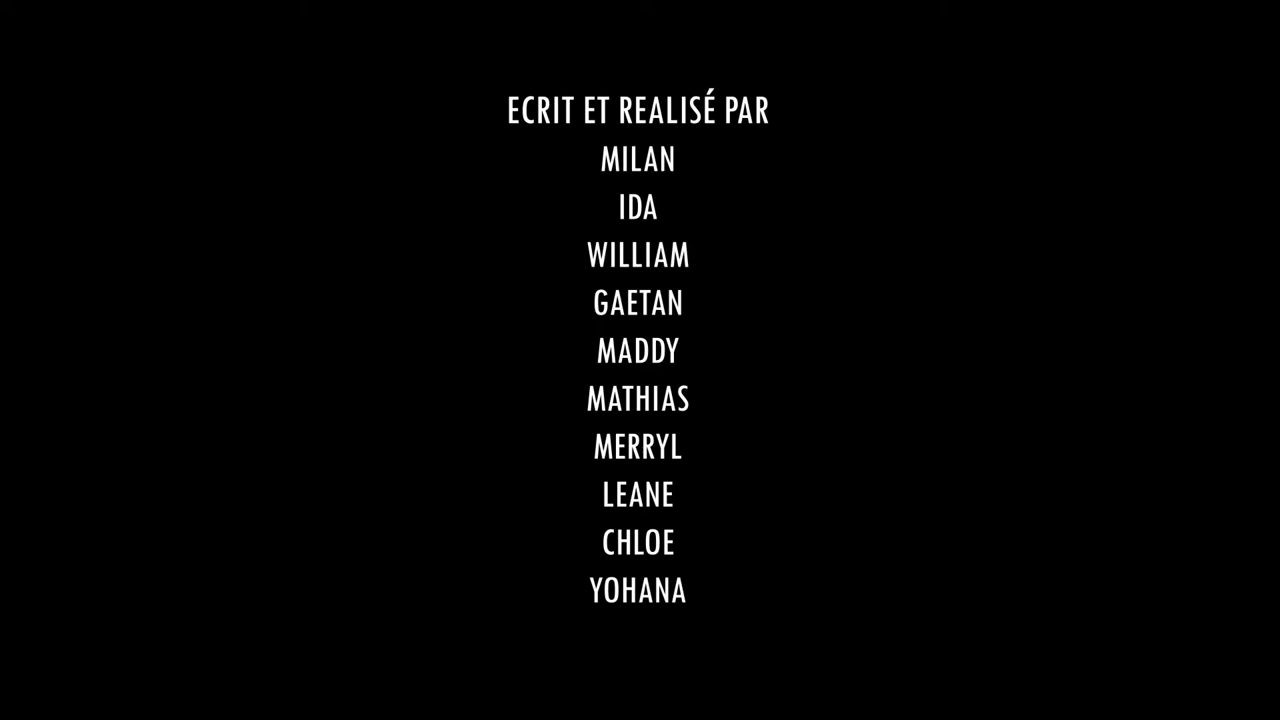 ECRIT ET REALISÉ PAR
MILAN
IDA
WILLIAM
GAETAN
MADDY
MATHIAS
MERRYL
LEANE
CHLOE
YOHANA